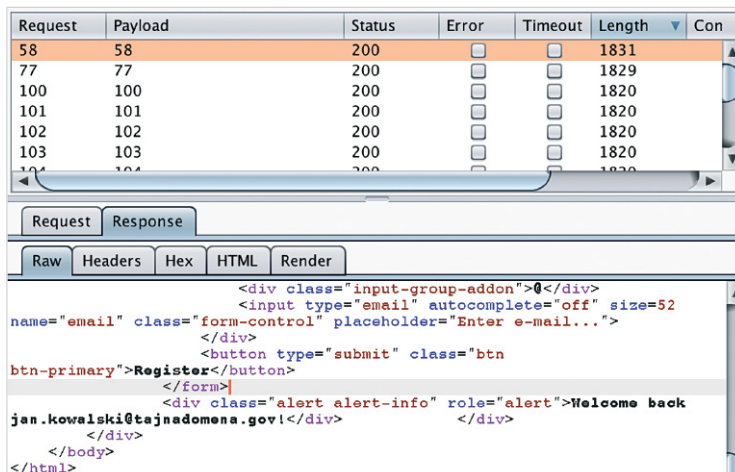 Request Payload Status Error Timeout Length Con
58 58 200 1831
77 77 200 1829
100 100 200 1820
101 101 200 1820
102 102 200 1820
103 103 200 1820
104 104 200 1820
Request Response
Raw Headers Hex HTML Render
<div class="input-group-addon">@</div>
<input type="email" autocomplete="off" size=52
name="email" class="form-control" placeholder="Enter e-mail...">
</div>
<button type="submit" class="btn
btn-primary">Register</button>
</form>
<div class="alert alert-info" role="alert">Welcome back
jan.kowalski@tajnadomena.gov!</div> </div>
</div>
</body>
</html>